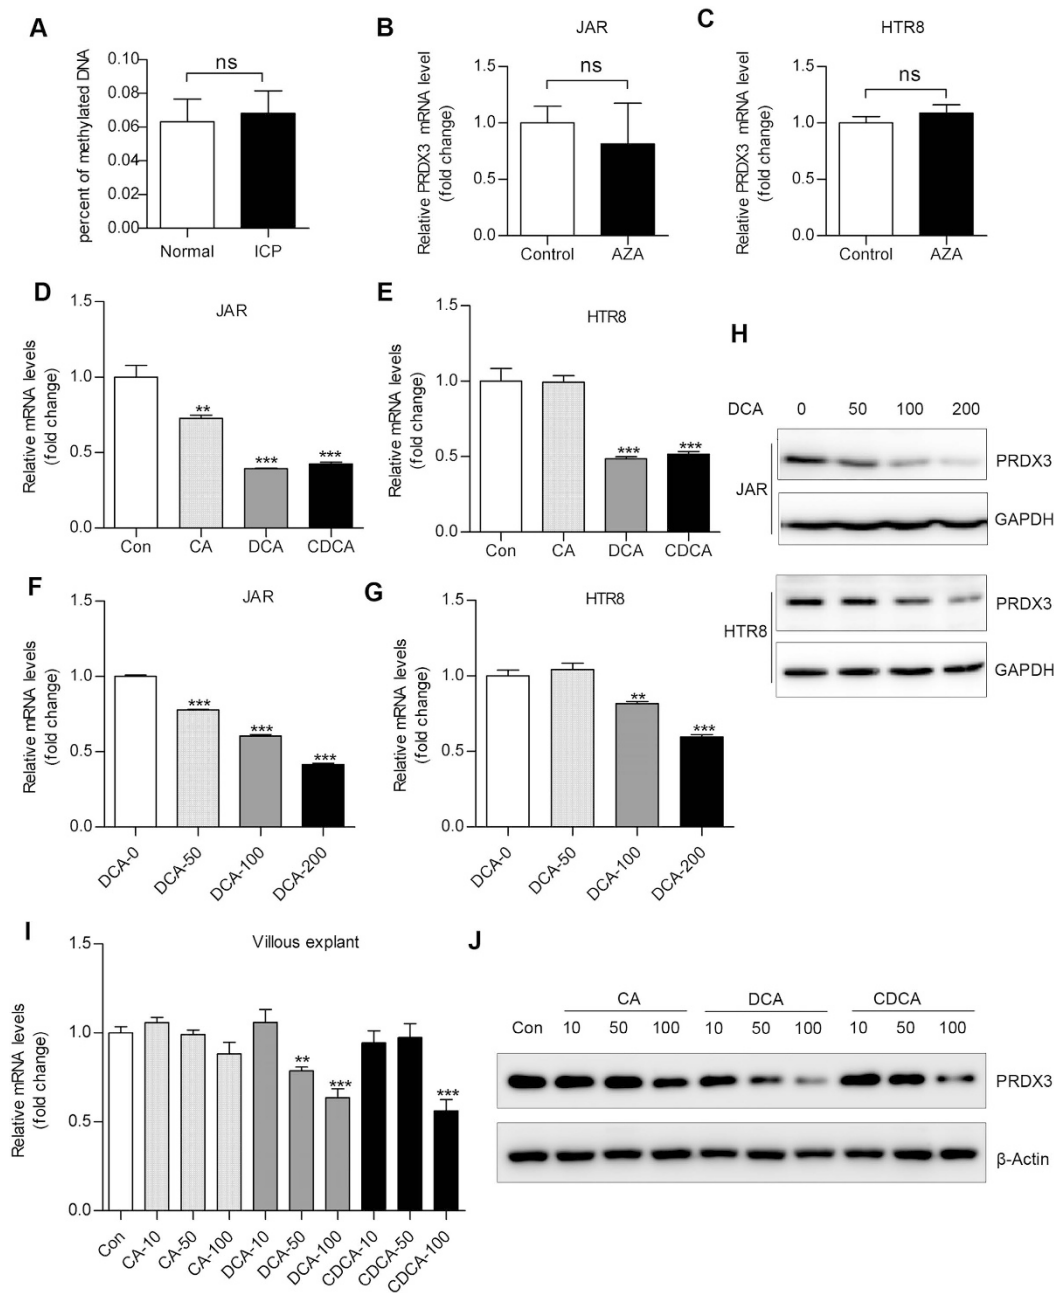 A
percent of methylated DNA
0.10
0.08
0.06
0.04
0.02
0.00
ns
Normal ICP
B
JAR
Relative PRDX3 mRNA level
(fold change)
1.5
1.0
0.5
0.0
ns
Control AZA
C
HTR8
Relative PRDX3 mRNA level
(fold change)
1.5
1.0
0.5
0.0
ns
Control AZA
D
JAR
Relative mRNA levels
(fold change)
1.5
1.0
0.5
0.0
**
***
***
Con CA DCA CDCA
E
HTR8
Relative mRNA levels
(fold change)
1.5
1.0
0.5
0.0
***
***
Con CA DCA CDCA
H
DCA 0 50 100 200
JAR
PRDX3
GAPDH
HTR8
PRDX3
GAPDH
F
JAR
Relative mRNA levels
(fold change)
1.5
1.0
0.5
0.0
***
***
***
DCA-0 DCA-50 DCA-100 DCA-200
G
HTR8
Relative mRNA levels
(fold change)
1.5
1.0
0.5
0.0
**
***
DCA-0 DCA-50 DCA-100 DCA-200
I
Villous explant
Relative mRNA levels
(fold change)
1.5
1.0
0.5
0.0
**
***
***
Con CA-10 CA-50 CA-100 DCA-10 DCA-50 DCA-100 CDCA-10 CDCA-50 CDCA-100
J
CA DCA CDCA
Con 10 50 100 10 50 100 10 50 100
PRDX3
β-Actin